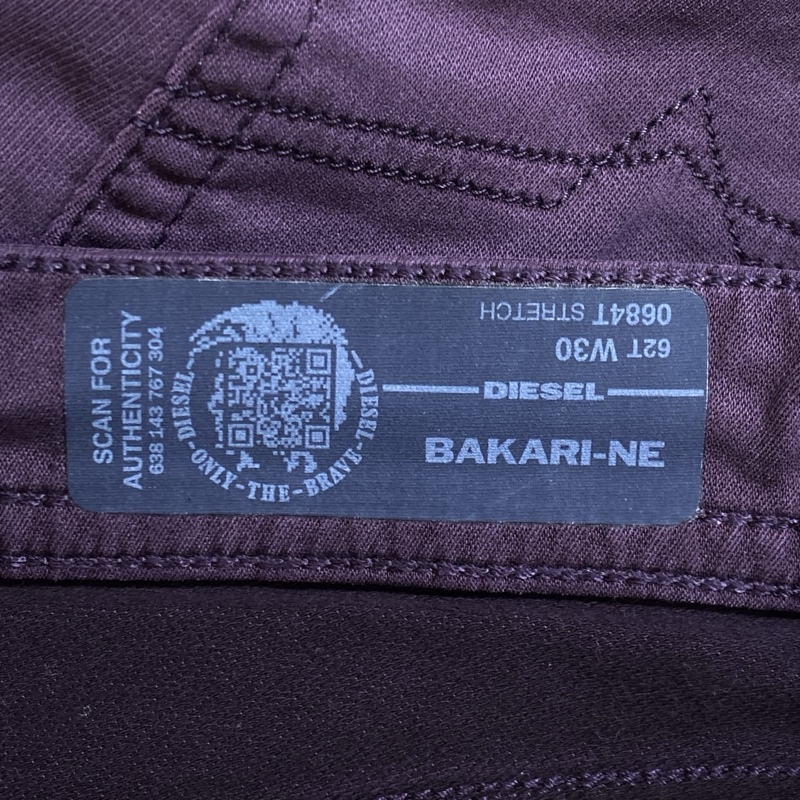 SCAN FOR
AUTHENTICITY
638 143 767 304
DIESEL
ONLY-THE-BRAVE
DIESEL
0684T STRETCH
62T W30
DIESEL
BAKARI-NE